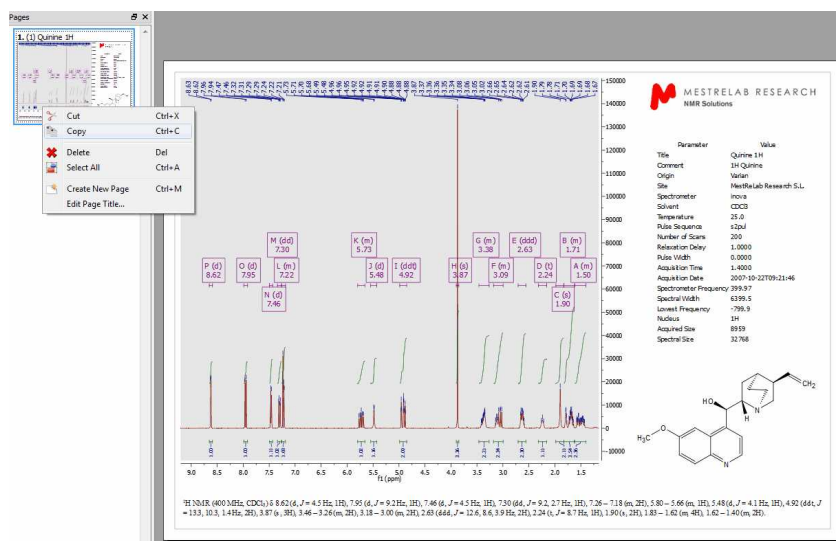 Pages
1. (1) Quinine 1H
Cut Ctrl+X
Copy Ctrl+C
Delete Del
Select All Ctrl+A
Create New Page Ctrl+M
Edit Page Title...
MESTRELAB RESEARCH
NMR Solutions
Parameter Value
Title Quinine 1H
Comment 1H Quinine
Origin Varian
Site MestReLab Research S.L.
Spectrometer inova
Solvent CDCl3
Temperature 25.0
Pulse Sequence s2pul
Number of Scans 200
Relaxation Delay 1.0000
Pulse Width 0.0000
Acquisition Time 1.4000
Acquisition Date 2007-10-22T09:21:46
Spectrometer Frequency 399.97
Spectral Width 6399.5
Lowest Frequency -799.9
Nucleus 1H
Acquired Size 8959
Spectral Size 32768
150000
140000
130000
120000
110000
100000
90000
80000
70000
60000
50000
40000
30000
20000
10000
0
-10000
M (dd)
7.30
K (m)
5.73
G (m)
3.38
E (ddd)
2.63
B (m)
1.71
P (d)
8.62
O (d)
7.95
L (m)
7.22
J (d)
5.48
I (ddt)
4.92
H (s)
3.87
F (m)
3.09
D (t)
2.24
A (m)
1.50
N (d)
7.46
C (s)
1.90
9.0 8.5 8.0 7.5 7.0 6.5 6.0 5.5 5.0 4.5 4.0 3.5 3.0 2.5 2.0 1.5
f1 (ppm)
CH2
HO
H
N
H3C
O
N
¹H NMR (400 MHz, CDCl₃) δ 8.62 (d, J = 4.5 Hz, 1H), 7.95 (d, J = 9.2 Hz, 1H), 7.46 (d, J = 4.5 Hz, 1H), 7.30 (dd, J = 9.2, 2.7 Hz, 1H), 7.26 – 7.18 (m, 2H), 5.80 – 5.66 (m, 1H), 5.48 (d, J = 4.1 Hz, 1H), 4.92 (ddt, J
= 13.3, 10.3, 1.4 Hz, 2H), 3.87 (s, 3H), 3.46 – 3.26 (m, 2H), 3.18 – 3.00 (m, 2H), 2.63 (ddd, J = 12.6, 8.6, 3.9 Hz, 2H), 2.24 (t, J = 8.7 Hz, 1H), 1.90 (s, 2H), 1.83 – 1.62 (m, 4H), 1.62 – 1.40 (m, 2H).